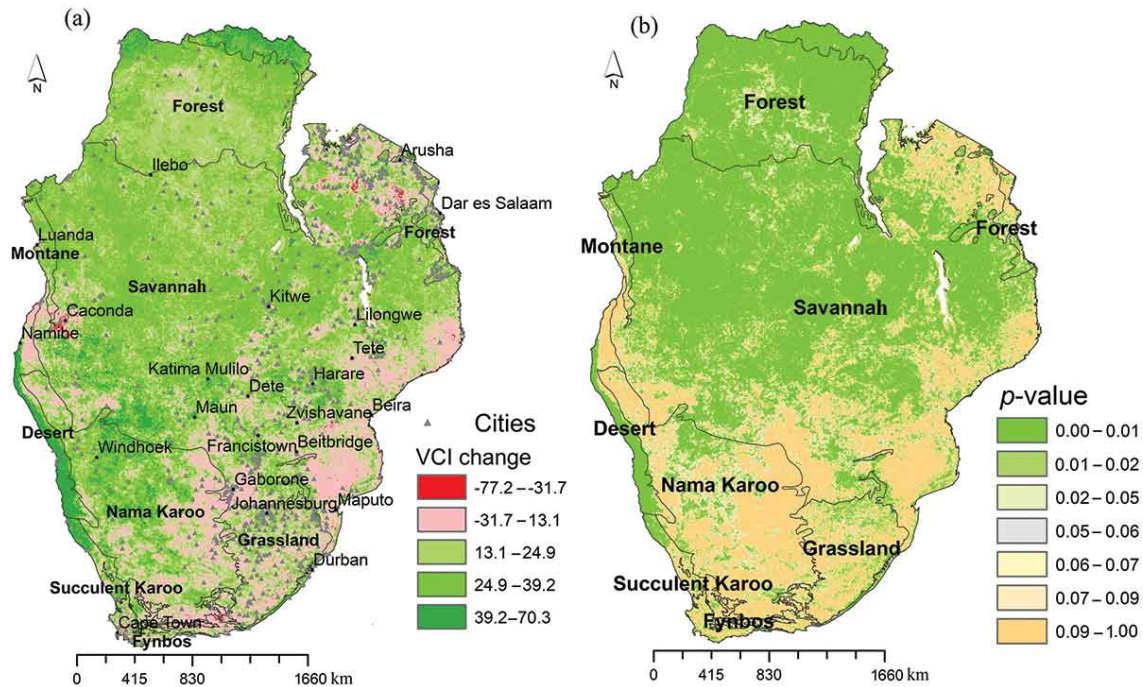 (a)
N
Forest
Ilebo
Arusha
Dar es Salaam
Forest
Luanda
Montane
Savannah
Caconda
Kitwe
Lilongwe
Namibe
Tete
Katima Mulilo
Dete
Harare
Maun
Zvishavane
Beira
Desert
Windhoek
Francistown
Beitbridge
Gaborone
Nama Karoo
Johannesburg
Maputo
Grassland
Durban
Succulent Karoo
Cape Town
Fynbos
Cities
VCI change
-77.2 –-31.7
-31.7 –13.1
13.1 –24.9
24.9 –39.2
39.2 –70.3
0 415 830 1660 km
(b)
N
Forest
Forest
Montane
Savannah
Desert
Nama Karoo
Grassland
Succulent Karoo
Fynbos
p-value
0.00 – 0.01
0.01 – 0.02
0.02 – 0.05
0.05 – 0.06
0.06 – 0.07
0.07 – 0.09
0.09 – 1.00
0 415 830 1660 km